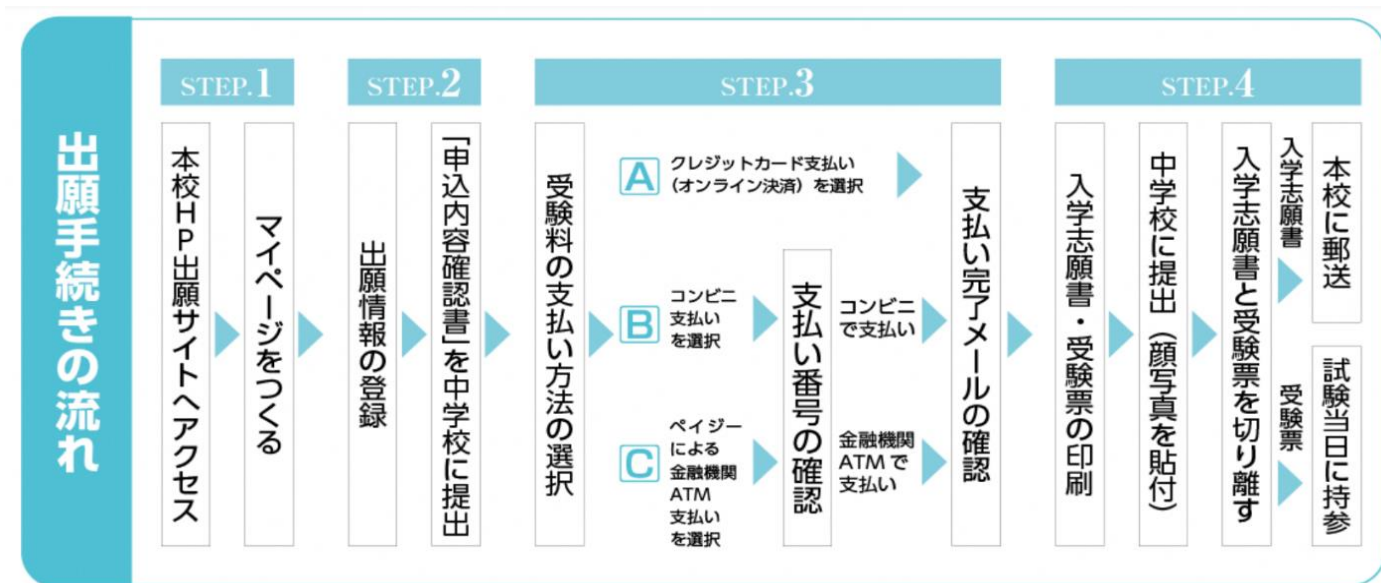 出願手続きの流れ
STEP.1
本校HP出願サイトへアクセス
マイページをつくる
STEP.2
出願情報の登録
「申込内容確認書」を中学校に提出
STEP.3
受験料の支払い方法の選択
A
クレジットカード支払い
（オンライン決済）を選択
B
コンビニ
支払い
を選択
C
ペイジー
による
金融機関
ATM
支払い
を選択
支払い番号の確認
コンビニ
で支払い
金融機関
ATMで
支払い
支払い完了メールの確認
STEP.4
入学志願書・受験票の印刷
中学校に提出（顔写真を貼付）
入学志願書と受験票を切り離す
入学志願書
本校に郵送
受験票
試験当日に持参